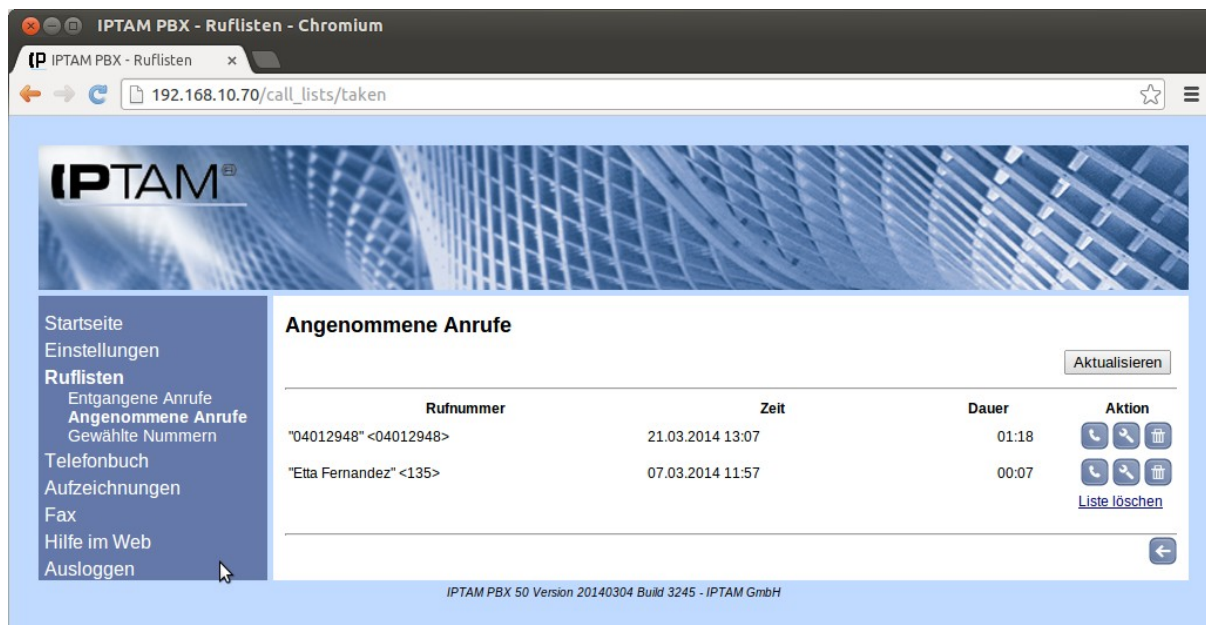 IPTAM PBX - Ruflisten - Chromium
IPTAM PBX - Ruflisten ×
192.168.10.70/call_lists/taken
IPTAM®
Startseite
Einstellungen
Ruflisten
Entgangene Anrufe
Angenommene Anrufe
Gewählte Nummern
Telefonbuch
Aufzeichnungen
Fax
Hilfe im Web
Ausloggen
Angenommene Anrufe
Aktualisieren
Rufnummer Zeit Dauer Aktion
"04012948" <04012948> 21.03.2014 13:07 01:18
"Etta Fernandez" <135> 07.03.2014 11:57 00:07
Liste löschen
IPTAM PBX 50 Version 20140304 Build 3245 - IPTAM GmbH